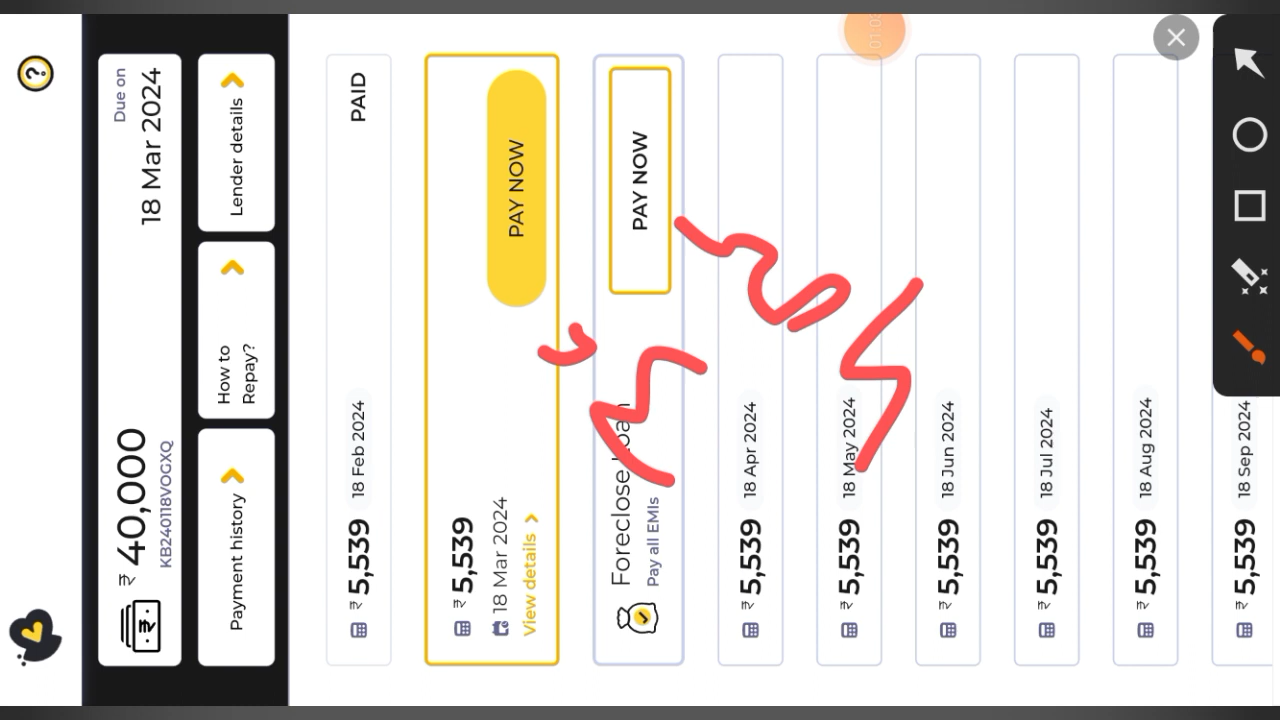 ₹ 40,000
KB240118VOGXQ
Due on
18 Mar 2024
Payment history
How to
Repay?
Lender details
₹ 5,539
18 Feb 2024
PAID
₹ 5,539
18 Mar 2024
View details
PAY NOW
Foreclose Loan
Pay all EMIs
PAY NOW
₹ 5,539
18 Apr 2024
₹ 5,539
18 May 2024
₹ 5,539
18 Jun 2024
₹ 5,539
18 Jul 2024
₹ 5,539
18 Aug 2024
₹ 5,539
18 Sep 2024